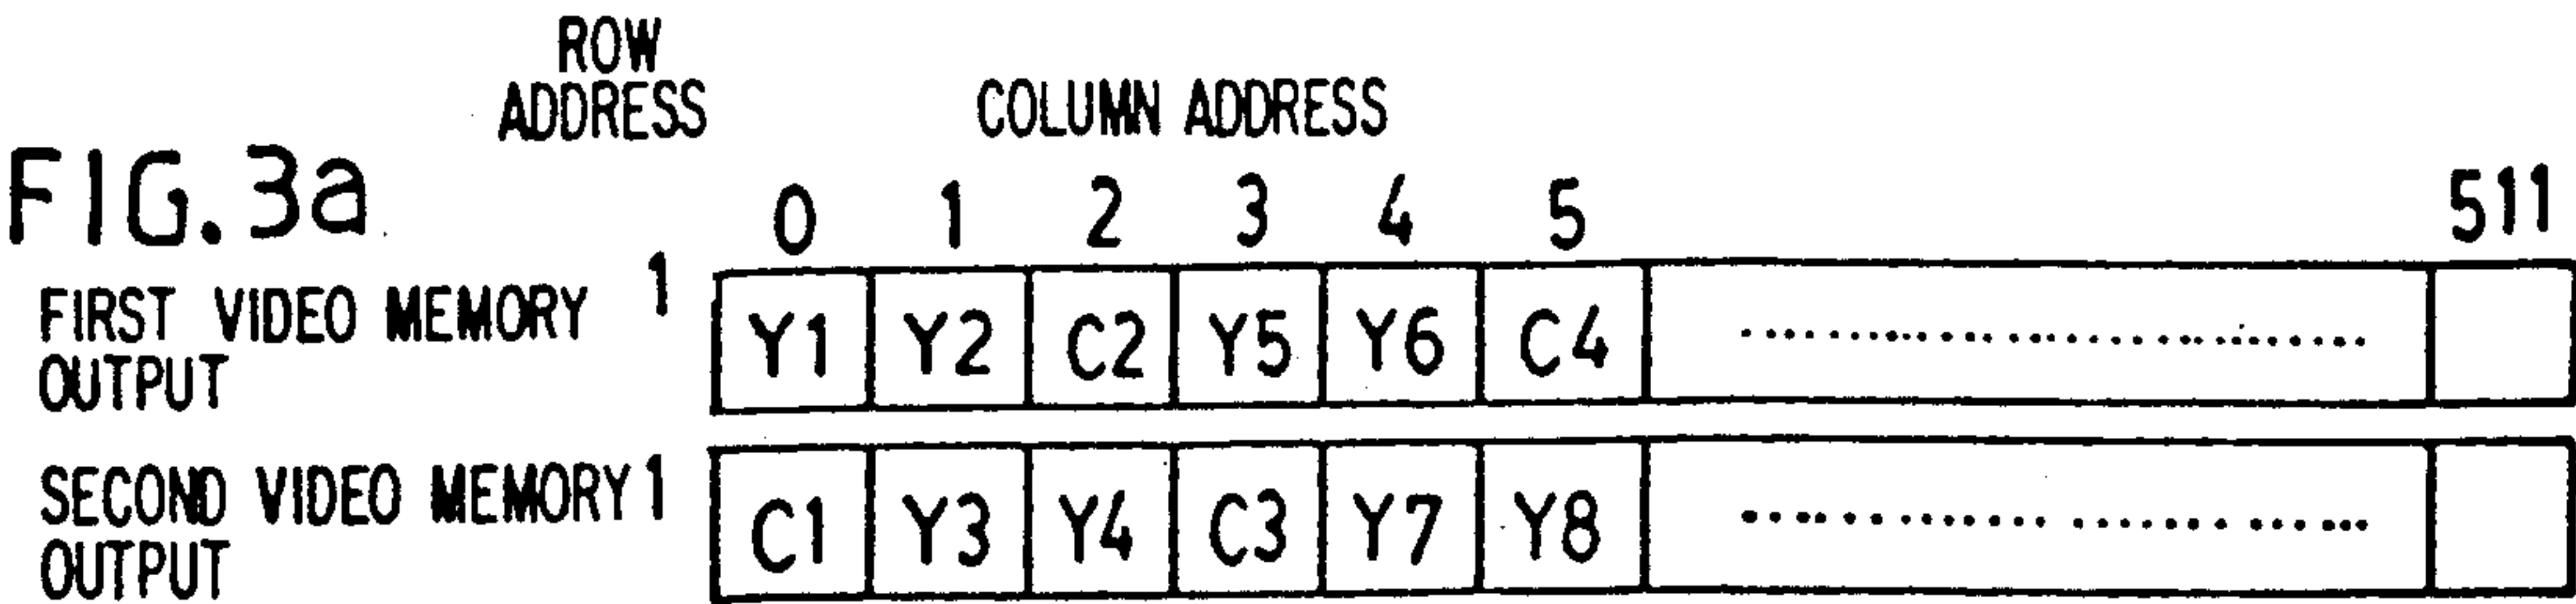 ROW
ADDRESS
COLUMN ADDRESS
FIG.3a
0 1 2 3 4 5 511
FIRST VIDEO MEMORY 1
OUTPUT
Y1 Y2 C2 Y5 Y6 C4
SECOND VIDEO MEMORY 1
OUTPUT
C1 Y3 Y4 C3 Y7 Y8